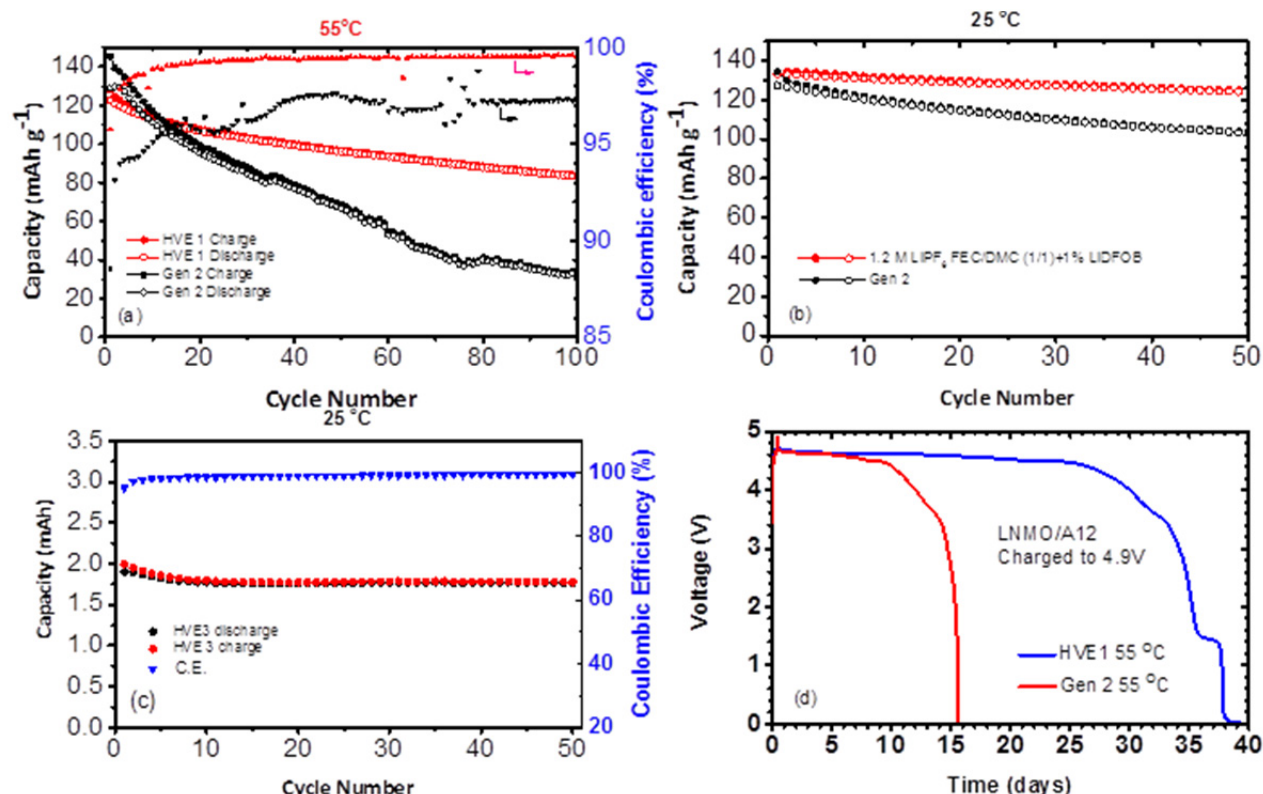 55°C
Capacity (mAh g⁻¹)
140
120
100
80
60
40
20
0
HVE 1 Charge
HVE 1 Discharge
Gen 2 Charge
Gen 2 Discharge
(a)
0
20
40
60
80
100
Cycle Number
100
95
90
85
Coulombic efficiency (%)
25 °C
Capacity (mAh g⁻¹)
140
120
100
80
60
40
20
0
1.2 M LIPF₆ FEC/DMC (1/1)+1% LIDFOB
Gen 2
(b)
0
10
20
30
40
50
Cycle Number
25 °C
Capacity (mAh)
3.5
3.0
2.5
2.0
1.5
1.0
0.5
0.0
HVE3 discharge
HVE3 charge
C.E.
(c)
0
10
20
30
40
50
Cycle Number
100
80
60
40
20
Coulombic Efficiency (%)
Voltage (V)
5
4
3
2
1
0
LNMO/A12
Charged to 4.9V
HVE1 55 °C
Gen 2 55 °C
(d)
0
5
10
15
20
25
30
35
40
Time (days)